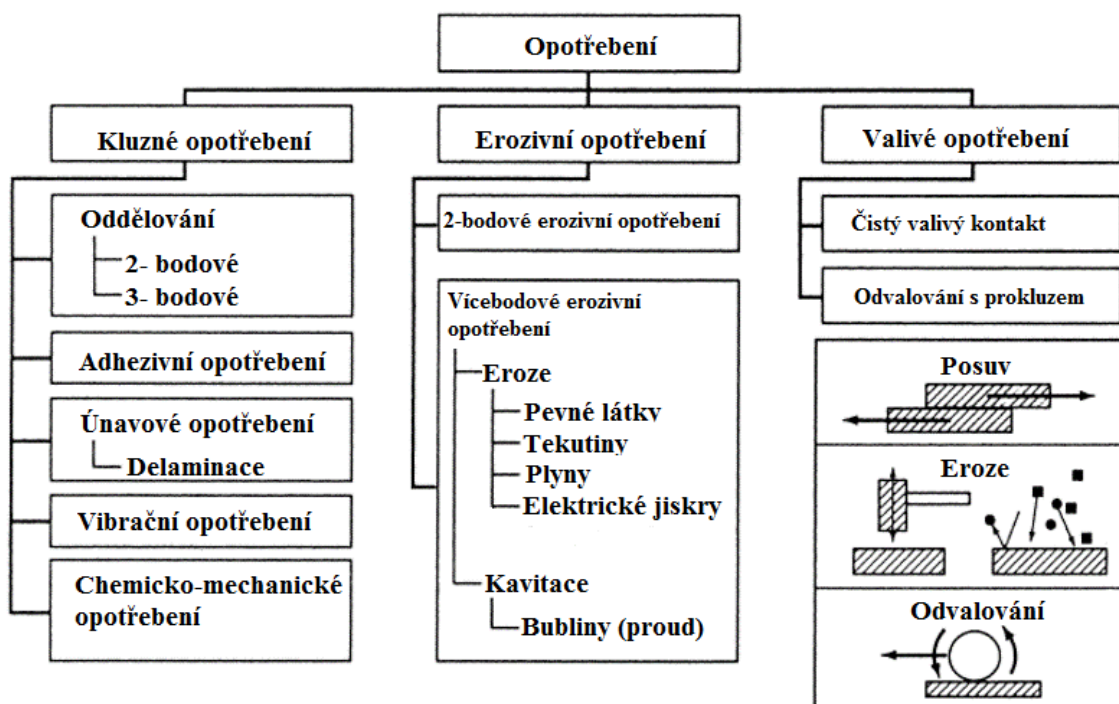 Opotřebení
Kluzné opotřebení
Oddělování
2- bodové
3- bodové
Adhezivní opotřebení
Únavové opotřebení
Delaminace
Vibrační opotřebení
Chemicko-mechanické
opotřebení
Erozivní opotřebení
2-bodové erozivní opotřebení
Vícebodové erozivní
opotřebení
Eroze
Pevné látky
Tekutiny
Plyny
Elektrické jiskry
Kavitace
Bubliny (proud)
Valivé opotřebení
Čistý valivý kontakt
Odvalování s prokluzem
Posuv
Eroze
Odvalování